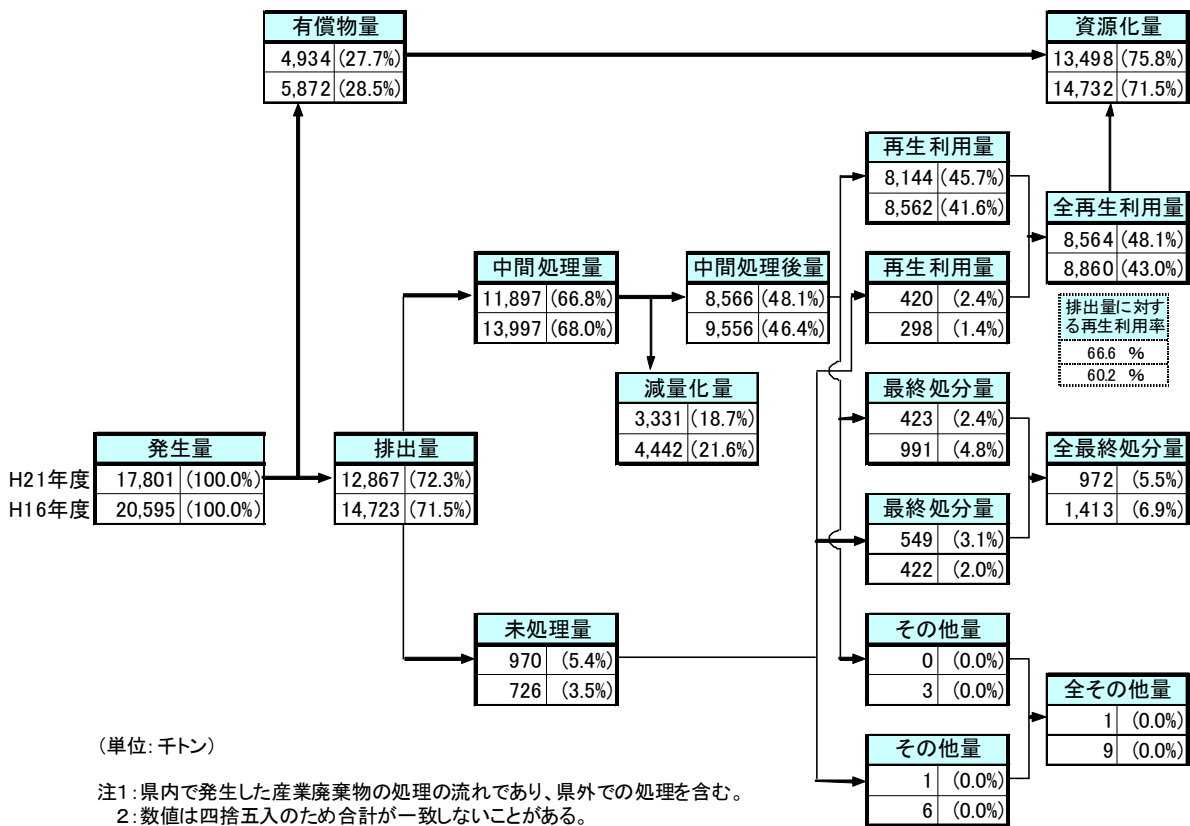 有償物量
4,934 (27.7%)
5,872 (28.5%)
資源化量
13,498 (75.8%)
14,732 (71.5%)
再生利用量
8,144 (45.7%)
8,562 (41.6%)
全再生利用量
8,564 (48.1%)
8,860 (43.0%)
中間処理量
11,897 (66.8%)
13,997 (68.0%)
中間処理後量
8,566 (48.1%)
9,556 (46.4%)
再生利用量
420 (2.4%)
298 (1.4%)
排出量に対す
る再生利用率
66.6 %
60.2 %
減量化量
3,331 (18.7%)
4,442 (21.6%)
最終処分量
423 (2.4%)
991 (4.8%)
発生量
H21年度 17,801 (100.0%)
H16年度 20,595 (100.0%)
排出量
12,867 (72.3%)
14,723 (71.5%)
全最終処分量
972 (5.5%)
1,413 (6.9%)
最終処分量
549 (3.1%)
422 (2.0%)
未処理量
970 (5.4%)
726 (3.5%)
その他量
0 (0.0%)
3 (0.0%)
全その他量
1 (0.0%)
9 (0.0%)
その他量
1 (0.0%)
6 (0.0%)
（単位：千トン）
注1：県内で発生した産業廃棄物の処理の流れであり、県外での処理を含む。
2：数値は四捨五入のため合計が一致しないことがある。